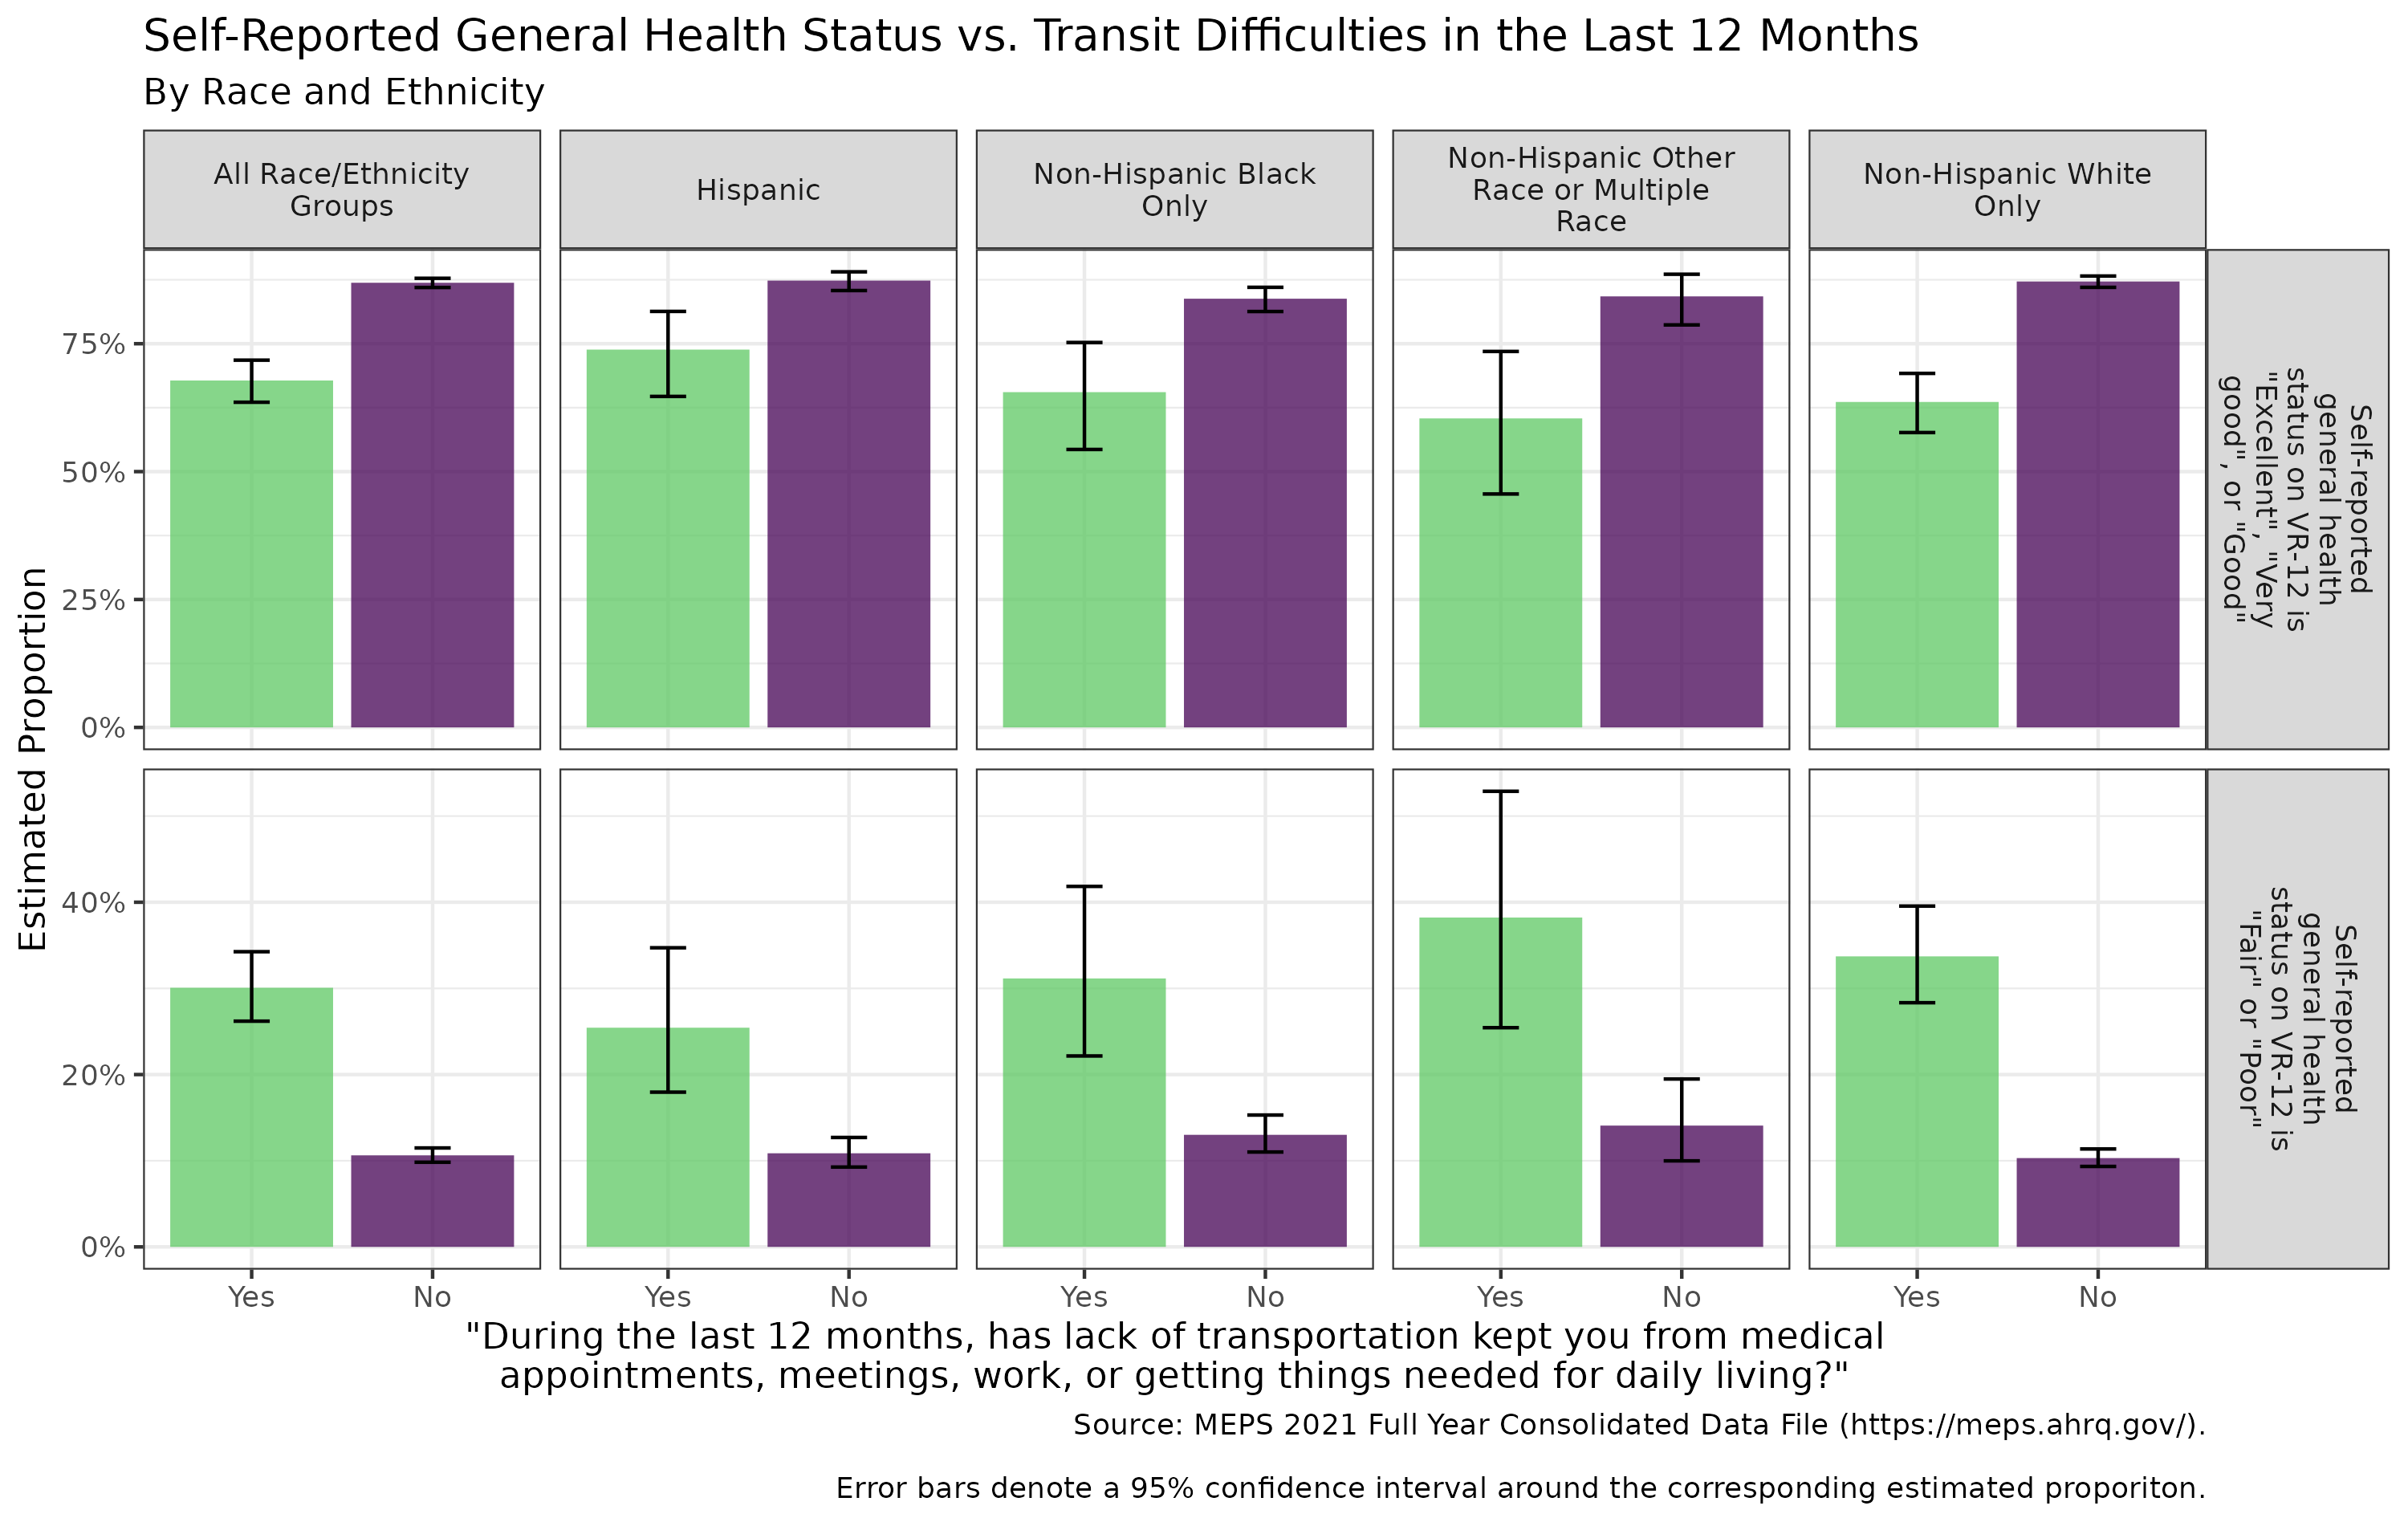 Self-Reported General Health Status vs. Transit Difficulties in the Last 12 Months
By Race and Ethnicity
All Race/Ethnicity
Groups
Hispanic
Non-Hispanic Black
Only
Non-Hispanic Other
Race or Multiple
Race
Non-Hispanic White
Only
Estimated Proportion
75%
50%
25%
0%
Self-reported
general health
status on VR-12 is
"Excellent", "Very
good", or "Good"
40%
20%
0%
Self-reported
general health
status on VR-12 is
"Fair" or "Poor"
Yes No Yes No Yes No Yes No Yes No
"During the last 12 months, has lack of transportation kept you from medical
appointments, meetings, work, or getting things needed for daily living?"
Source: MEPS 2021 Full Year Consolidated Data File (https://meps.ahrq.gov/).
Error bars denote a 95% confidence interval around the corresponding estimated proporiton.